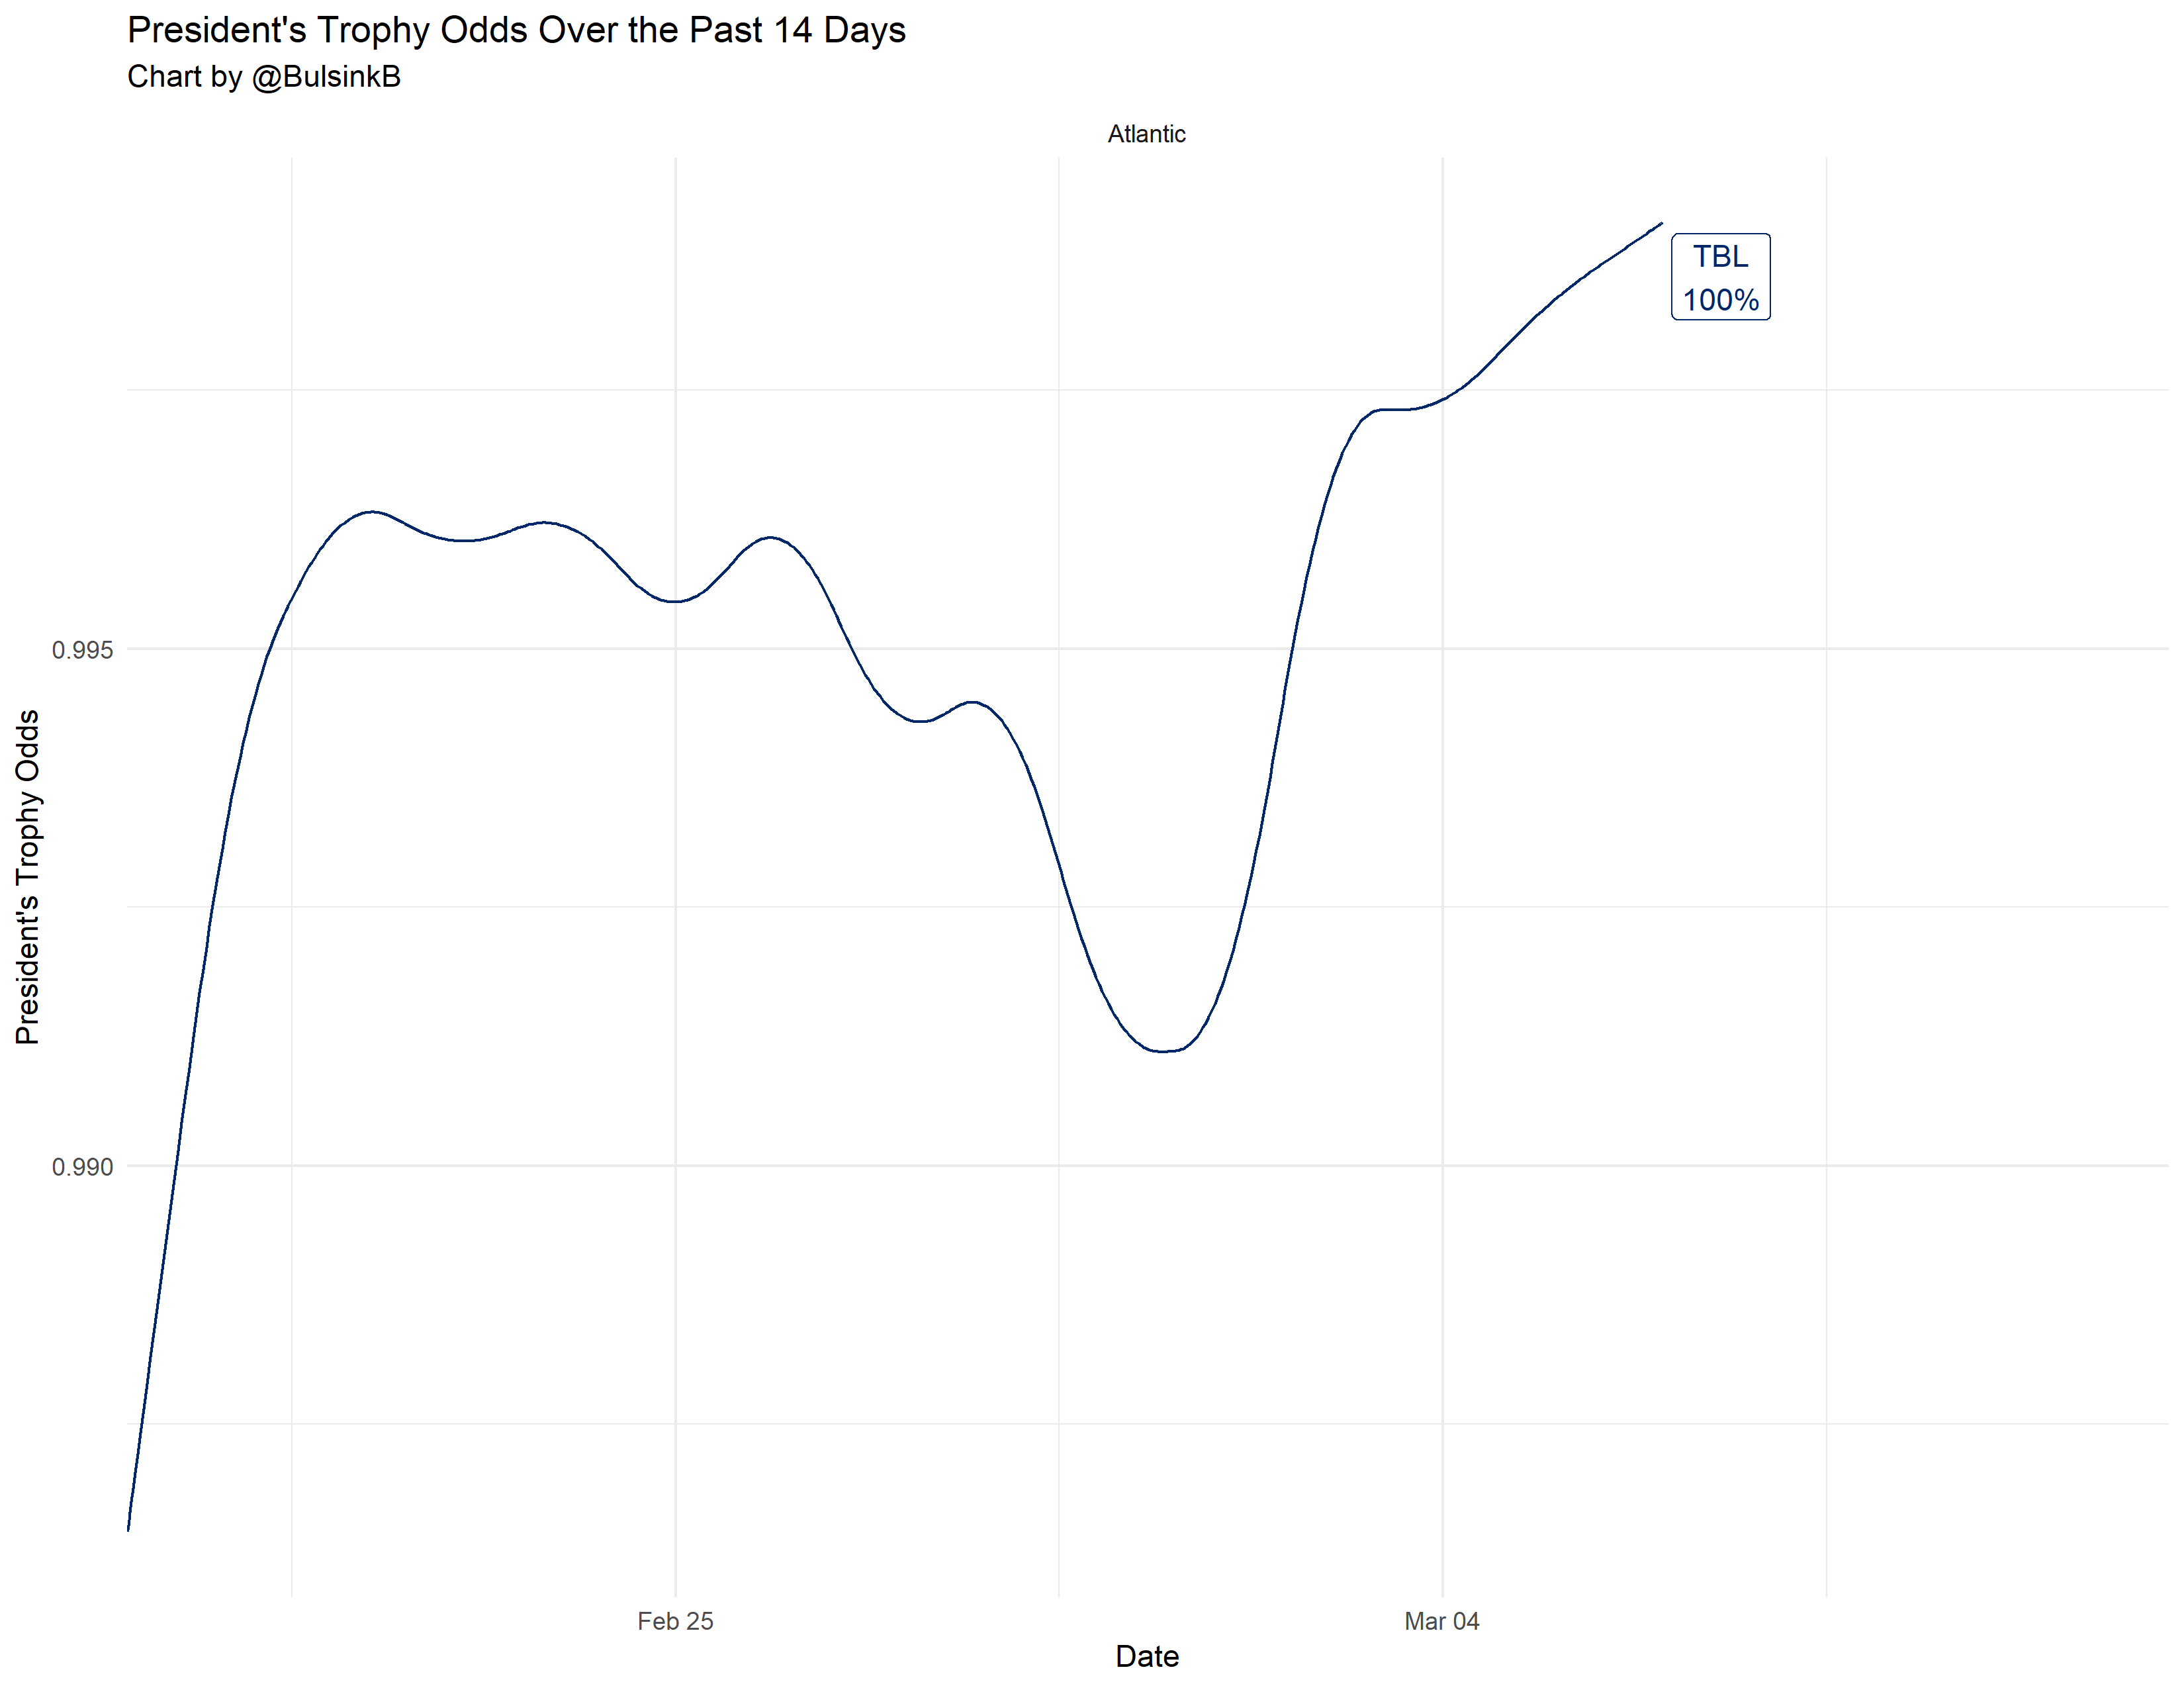 President's Trophy Odds Over the Past 14 Days
Chart by @BulsinkB
Atlantic
TBL
100%
0.995
0.990
President's Trophy Odds
Feb 25
Mar 04
Date